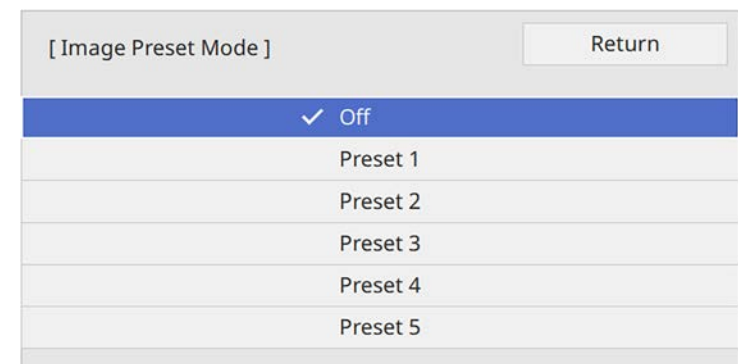 [ Image Preset Mode ]
Return
Off
Preset 1
Preset 2
Preset 3
Preset 4
Preset 5